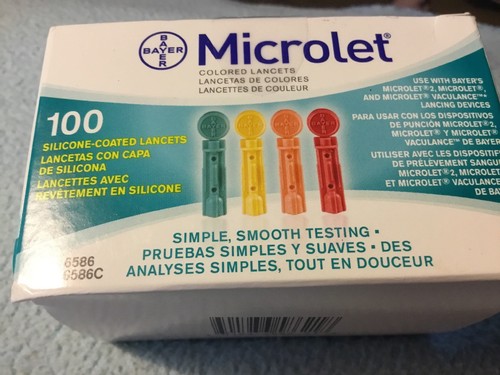 BAYER
BAYER
Microlet®
COLORED LANCETS
LANCETAS DE COLORES
LANCETTES DE COULEUR
100
SILICONE-COATED LANCETS
LANCETAS CON CAPA
DE SILICONA
LANCETTES AVEC
REVÊTEMENT EN SILICONE
USE WITH BAYER'S
MICROLET®2, MICROLET®,
AND MICROLET® VACULANCE™
LANCING DEVICES
PARA USAR CON LOS DISPOSITIVOS
DE PUNCIÓN MICROLET®2,
MICROLET® Y MICROLET®
VACULANCE™ DE BAYER
UTILISER AVEC LES DISPOSITIF
DE PRÉLÈVEMENT SANGU
MICROLET®2, MICROLET
ET MICROLET® VACULANCE
DE BA
SIMPLE, SMOOTH TESTING ▪
PRUEBAS SIMPLES Y SUAVES ▪ DES
ANALYSES SIMPLES, TOUT EN DOUCEUR
6586
6586C